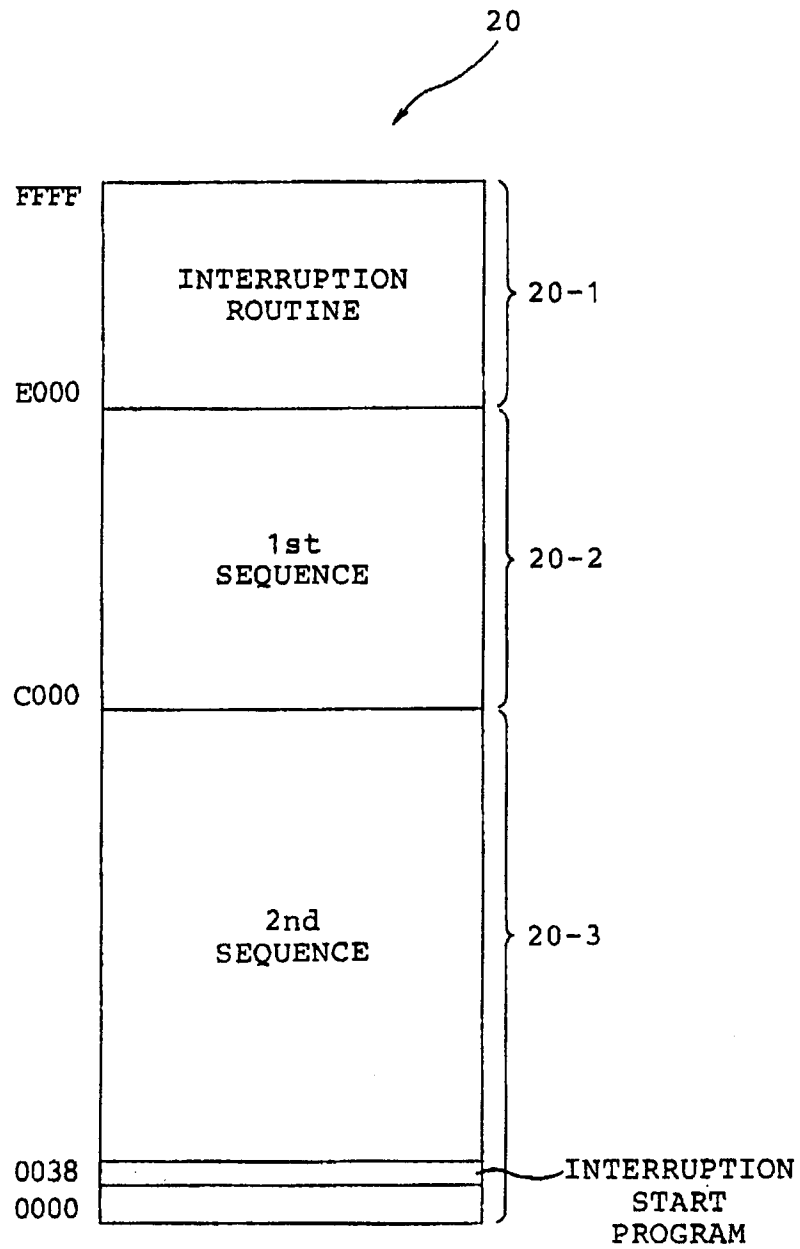 20
FFFF
INTERRUPTION
ROUTINE
20-1
E000
1st
SEQUENCE
20-2
C000
2nd
SEQUENCE
20-3
0038
0000
INTERRUPTION
START
PROGRAM